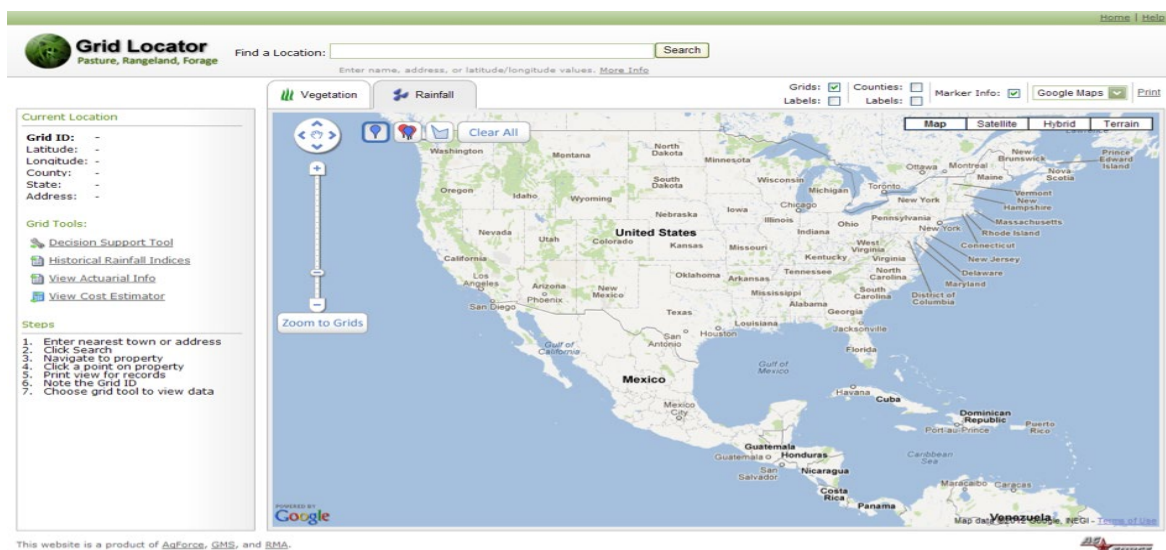 Home | Help
Grid Locator
Pasture, Rangeland, Forage
Find a Location:
Search
Enter name, address, or latitude/longitude values. More Info
Vegetation
Rainfall
Grids:
Labels:
Counties:
Labels:
Marker Info:
Google Maps
Print
Current Location
Grid ID: -
Latitude: -
Longitude: -
County: -
State: -
Address: -
Grid Tools:
Decision Support Tool
Historical Rainfall Indices
View Actuarial Info
View Cost Estimator
Steps
1. Enter nearest town or address
2. Click Search
3. Navigate to property
4. Click a point on property
5. Print view for records
6. Note the Grid ID
7. Choose grid tool to view data
Clear All
Zoom to Grids
Map
Satellite
Hybrid
Terrain
Washington
Montana
North Dakota
Minnesota
Ottawa
Montreal
New Brunswick
Prince Edward Island
Nova Scotia
Maine
Oregon
Idaho
Wyoming
South Dakota
Wisconsin
Michigan
Toronto
Vermont
New Hampshire
New York
Massachusetts
Rhode Island
Connecticut
New Jersey
Delaware
Maryland
District of Columbia
Nebraska
Iowa
Chicago
Illinois
Indiana
Ohio
Pennsylvania
New York
Nevada
Utah
Colorado
United States
Kansas
Missouri
West Virginia
Kentucky
Virginia
California
Los Angeles
San Diego
Arizona
Phoenix
New Mexico
Oklahoma
Arkansas
Tennessee
North Carolina
South Carolina
Mississippi
Alabama
Georgia
Texas
Louisiana
San Antonio
Houston
Jacksonville
Florida
Gulf of California
Gulf of Mexico
Mexico
Mexico City
Havana
Cuba
Dominican Republic
Port-au-Prince
Puerto Rico
Guatemala
Guatemala
Honduras
San Salvador
Nicaragua
Caribbean Sea
Costa Rica
Panama
Maracaibo
Caracas
Venezuela
POWERED BY
Google
Map data ©2012 Google, INEGI - Terms of Use
This website is a product of AgForce, GMS, and RMA.